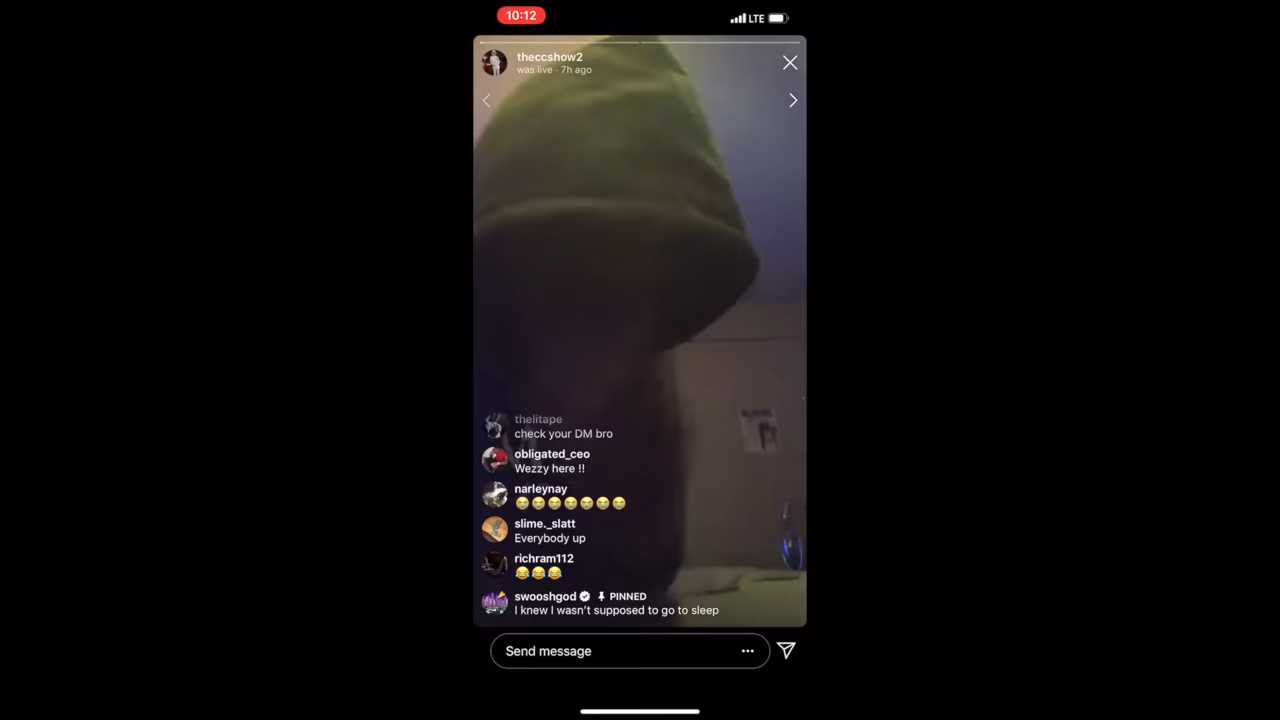 10:12
LTE
theccshow2
was live · 7h ago
thelitape
check your DM bro
obligated_ceo
Wezzy here !!
narleynay
😭😭😭😭😭😭😭
slime._slatt
Everybody up
richram112
😂😂😂
swooshgod PINNED
I knew I wasn't supposed to go to sleep
Send message